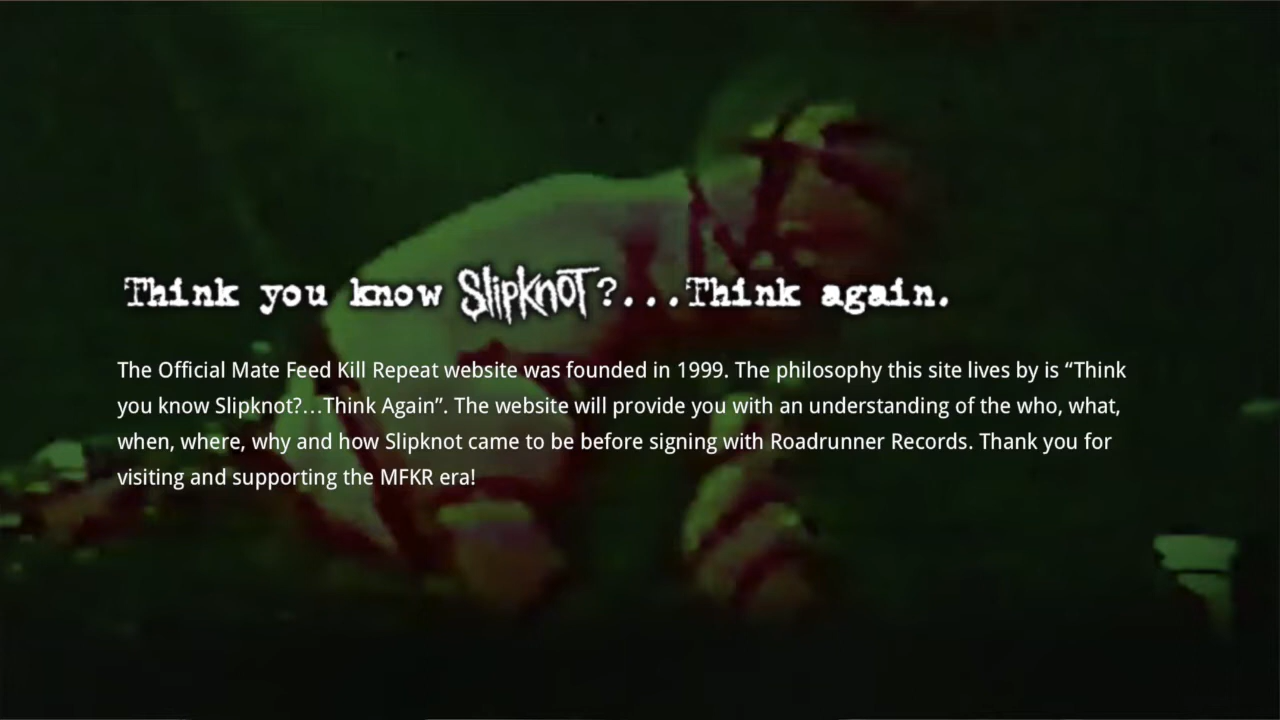 Think you know Slipknot?...Think again.
The Official Mate Feed Kill Repeat website was founded in 1999. The philosophy this site lives by is “Think
you know Slipknot?...Think Again”. The website will provide you with an understanding of the who, what,
when, where, why and how Slipknot came to be before signing with Roadrunner Records. Thank you for
visiting and supporting the MFKR era!